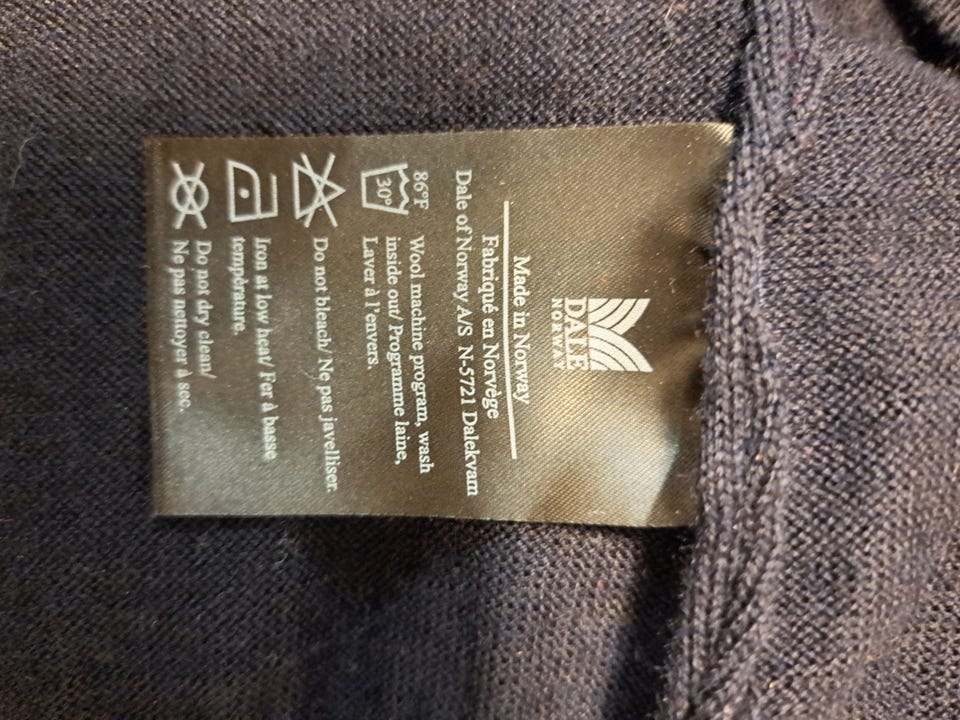 DALE
NORWAY
Made in Norway
Fabriqué en Norvège
Dale of Norway A/S N-5721 Dalekvam
86°F Wool machine program, wash
30° inside out/ Programme laine,
Laver à l'envers.
Do not bleach/ Ne pas javelliser.
Iron at low heat/ Fer à basse
température.
Do not dry clean/
Ne pas nettoyer à sec.